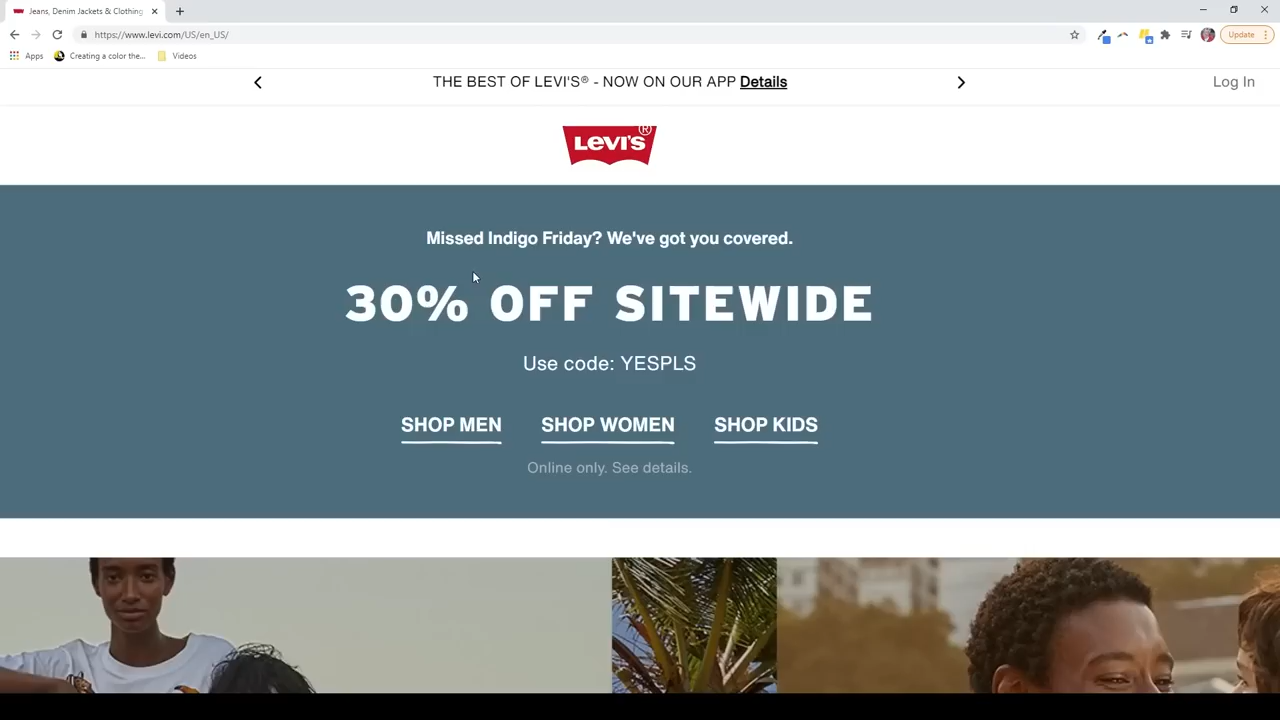 Jeans, Denim Jackets & Clothing
https://www.levi.com/US/en_US/
Update
Apps
Creating a color the...
Videos
THE BEST OF LEVI'S® - NOW ON OUR APP Details
Log In
LEVI'S®
Missed Indigo Friday? We've got you covered.
30% OFF SITEWIDE
Use code: YESPLS
SHOP MEN SHOP WOMEN SHOP KIDS
Online only. See details.